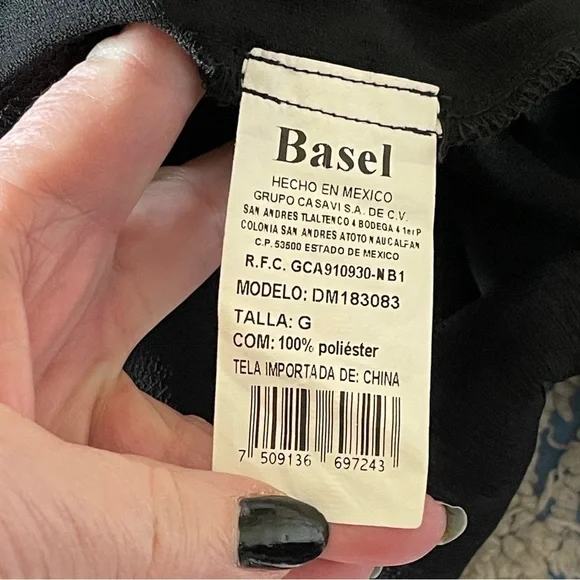 Basel
HECHO EN MEXICO
GRUPO CASAVI S.A. DE C.V.
SAN ANDRES TLALTENCO 4 BODEGA 4 1er P
COLONIA SAN ANDRES ATOTO NAUCALPAN
C.P. 53500 ESTADO DE MEXICO
R.F.C. GCA910930-NB1
MODELO: DM183083
TALLA: G
COM: 100% poliéster
TELA IMPORTADA DE: CHINA
7 509136 697243